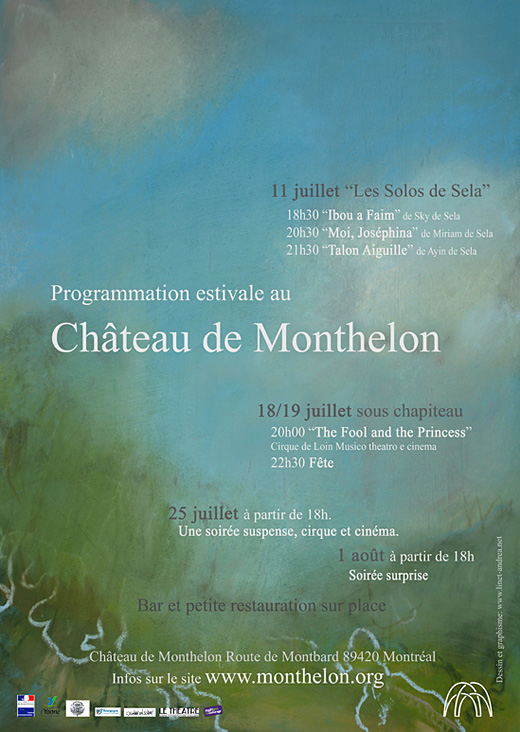 11 juillet “Les Solos de Sela”
18h30 “Ibou a Faim” de Sky de Sela
20h30 “Moi, Joséphina” de Miriam de Sela
21h30 “Talon Aiguille” de Ayin de Sela
Programmation estivale au
Château de Monthelon
18/19 juillet sous chapiteau
20h00 “The Fool and the Princess”
Cirque de Loin Musico theatro e cinema
22h30 Fête
25 juillet à partir de 18h.
Une soirée suspense, cirque et cinéma.
1 août à partir de 18h
Soirée surprise
Bar et petite restauration sur place
Château de Monthelon Route de Montbard 89420 Montréal
Infos sur le site www.monthelon.org
Dessin et graphisme: www.linet-andrea.net
l'Yonne
LE THEATRE